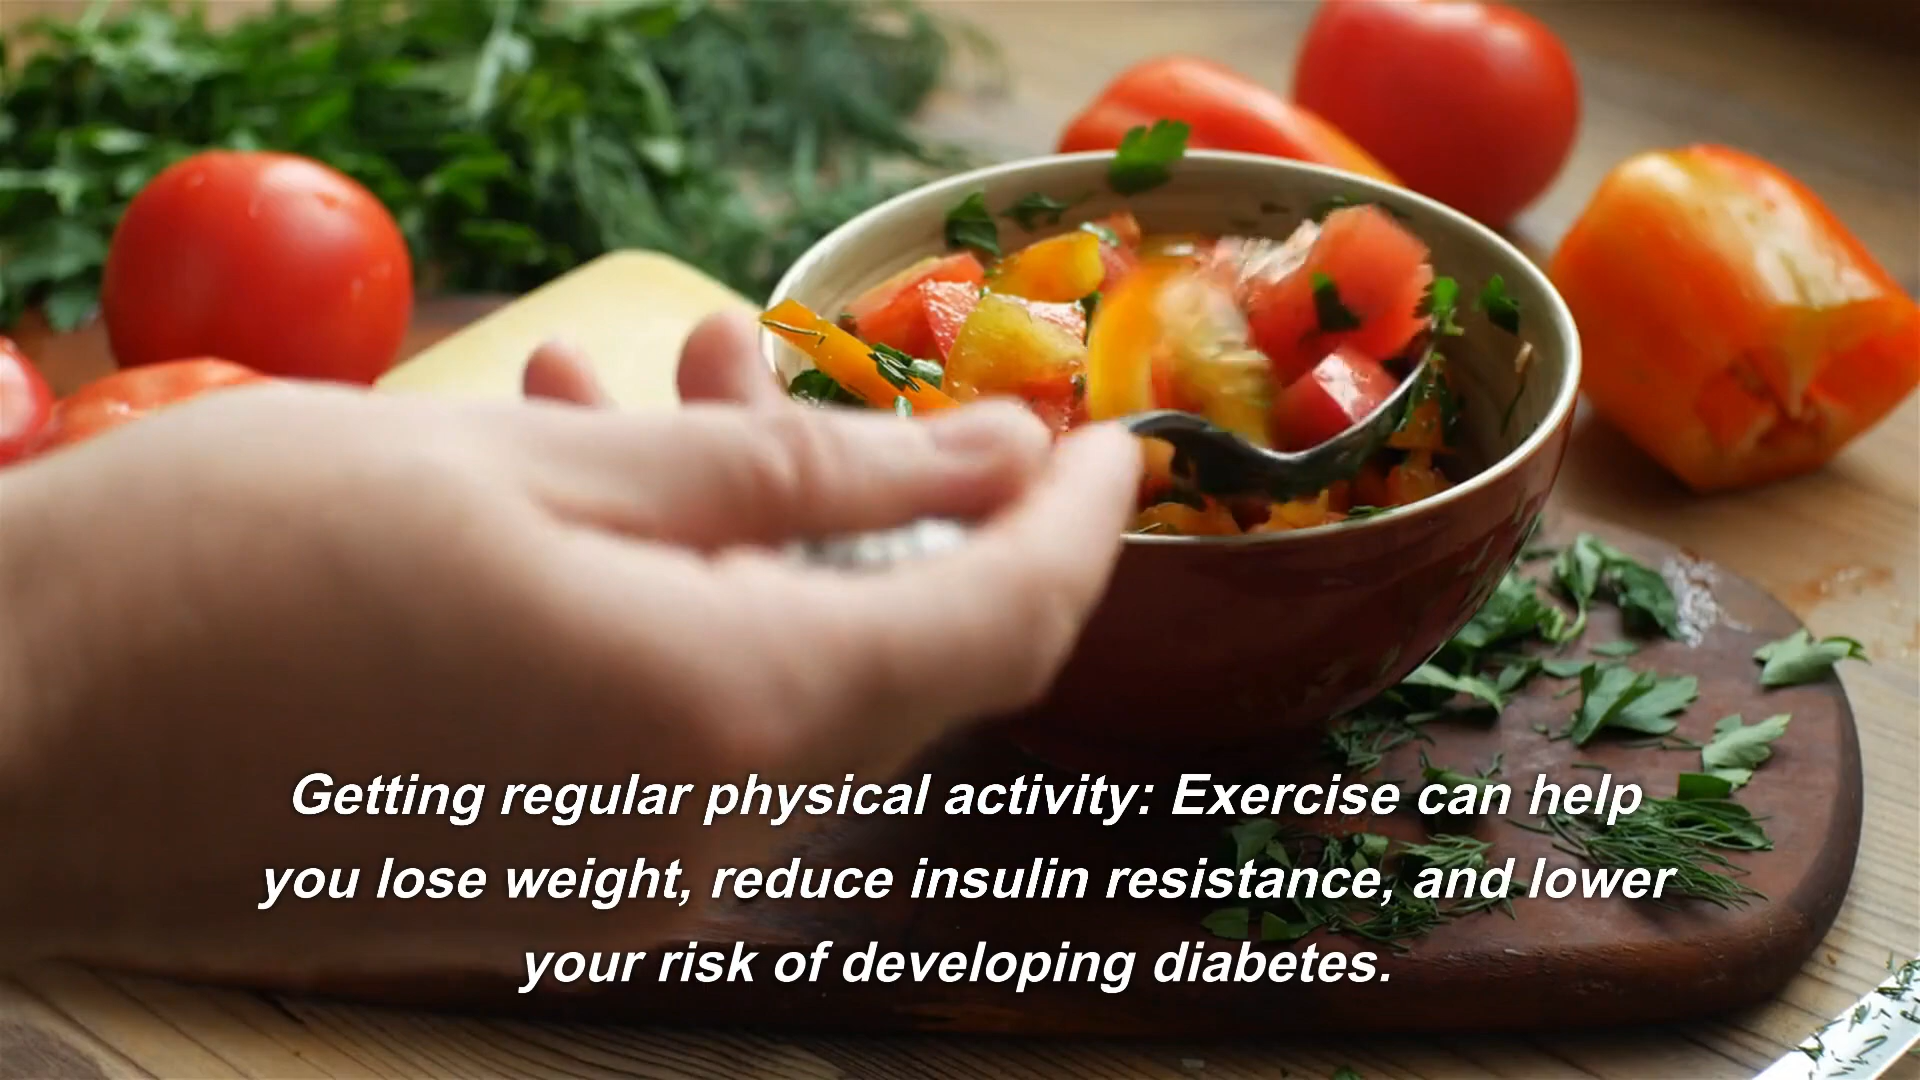 Getting regular physical activity: Exercise can help
you lose weight, reduce insulin resistance, and lower
your risk of developing diabetes.